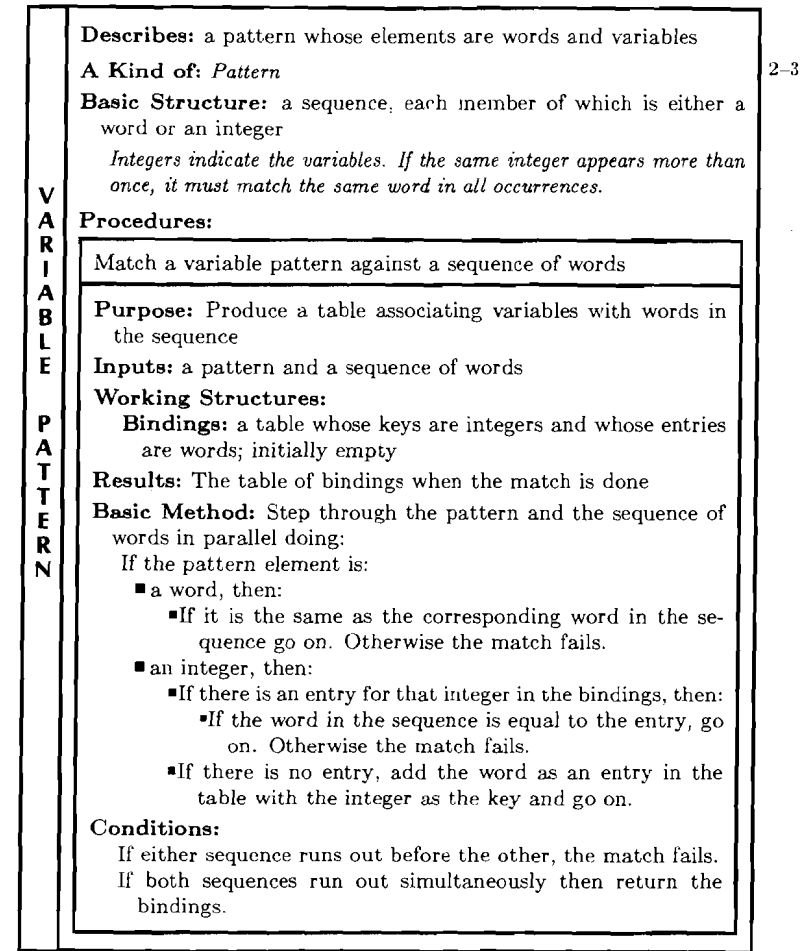 Describes: a pattern whose elements are words and variables
A Kind of: Pattern
2–3
Basic Structure: a sequence, each member of which is either a
word or an integer
Integers indicate the variables. If the same integer appears more than
once, it must match the same word in all occurrences.
VARIABLE PATTERN
Procedures:
Match a variable pattern against a sequence of words
Purpose: Produce a table associating variables with words in
the sequence
Inputs: a pattern and a sequence of words
Working Structures:
Bindings: a table whose keys are integers and whose entries
are words; initially empty
Results: The table of bindings when the match is done
Basic Method: Step through the pattern and the sequence of
words in parallel doing:
If the pattern element is:
■ a word, then:
■If it is the same as the corresponding word in the se-
quence go on. Otherwise the match fails.
■ an integer, then:
■If there is an entry for that integer in the bindings, then:
■If the word in the sequence is equal to the entry, go
on. Otherwise the match fails.
■If there is no entry, add the word as an entry in the
table with the integer as the key and go on.
Conditions:
If either sequence runs out before the other, the match fails.
If both sequences run out simultaneously then return the
bindings.